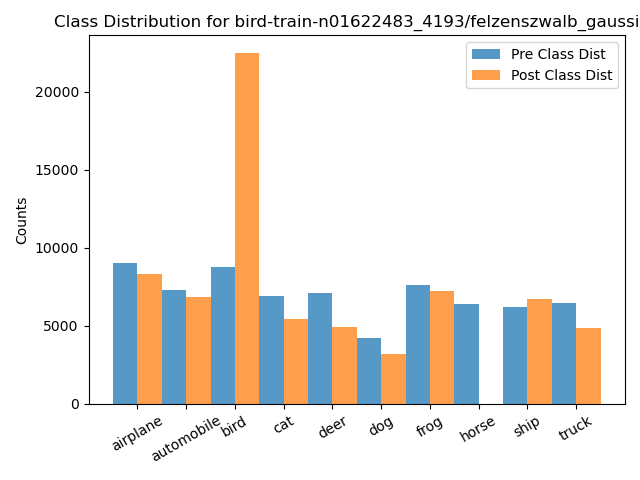 Class Distribution for bird-train-n01622483_4193/felzenszwalb_gaussi
Pre Class Dist
Post Class Dist
Counts
20000
15000
10000
5000
0
airplane
automobile
bird
cat
deer
dog
frog
horse
ship
truck